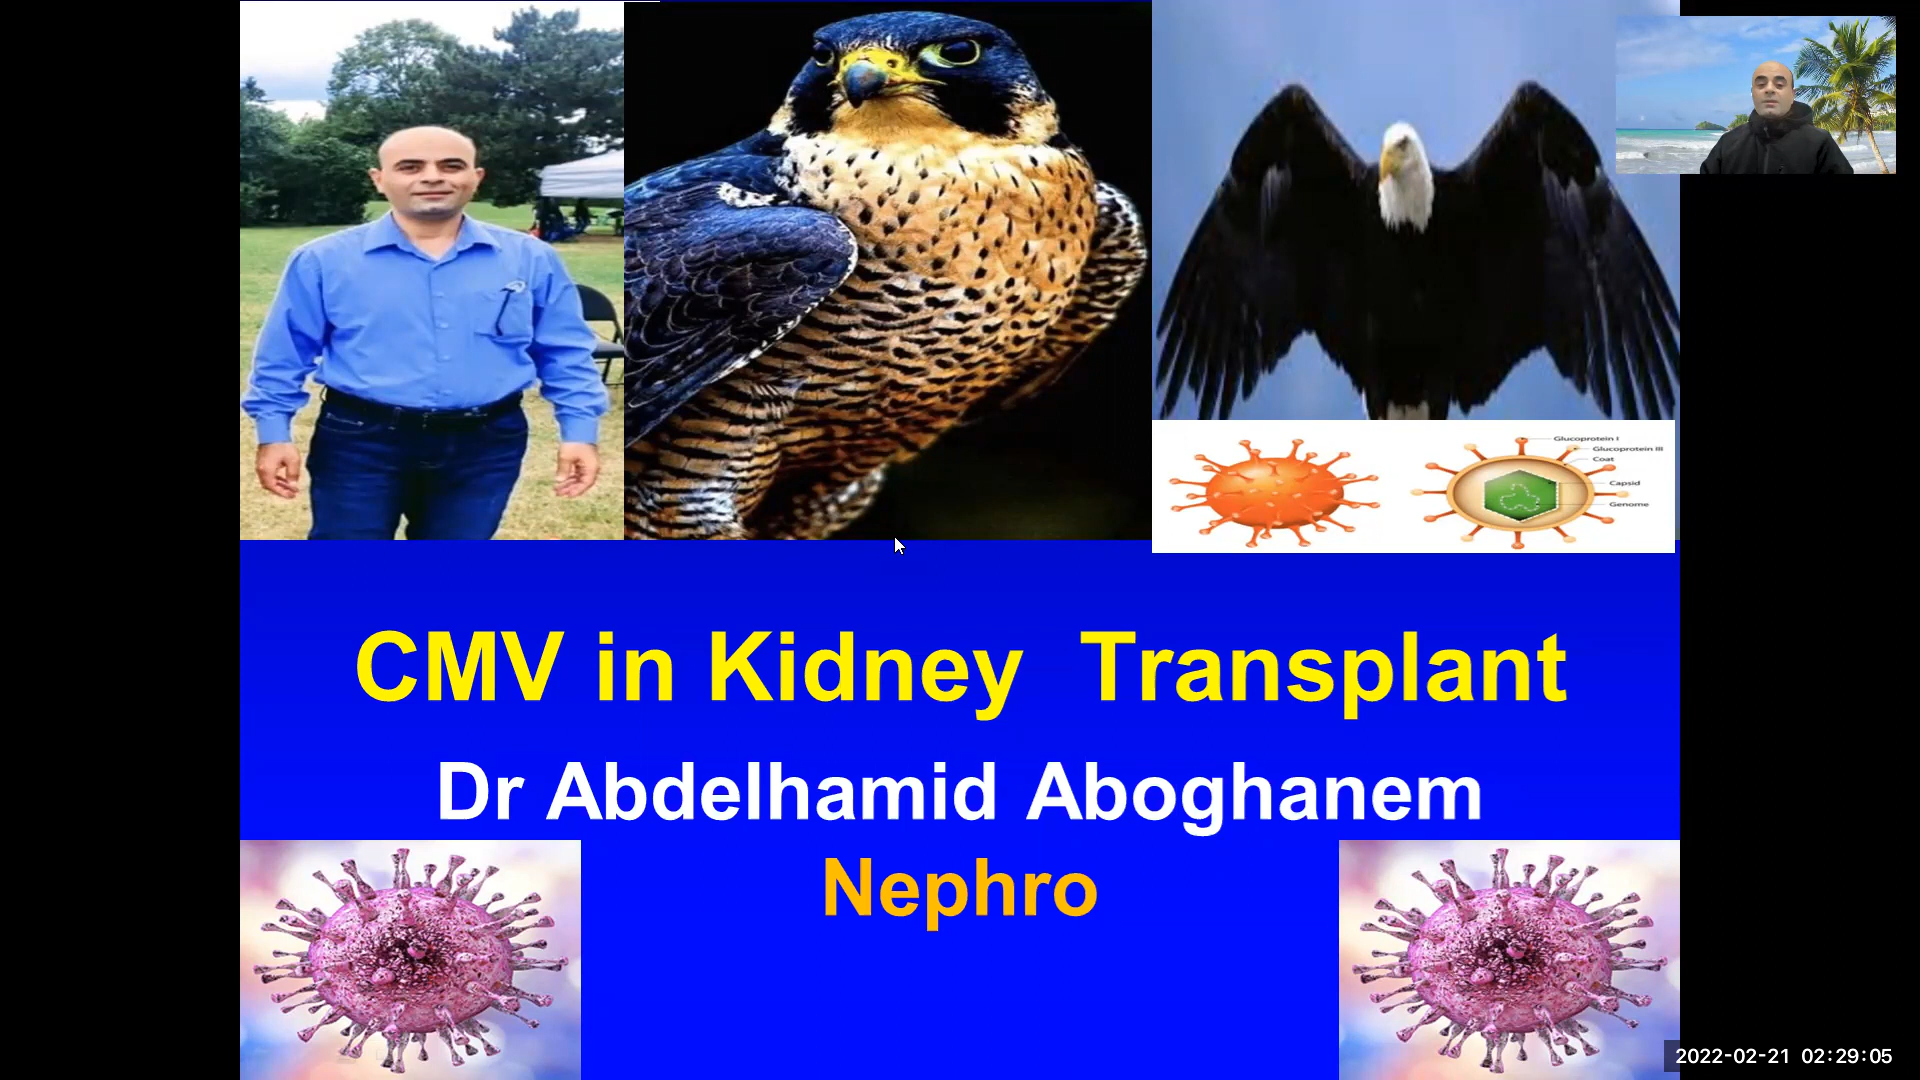 Glucoprotein I
Glucoprotein III
Coat
Capsid
Genome
CMV in Kidney Transplant
Dr Abdelhamid Aboghanem
Nephro
2022-02-21 02:29:05